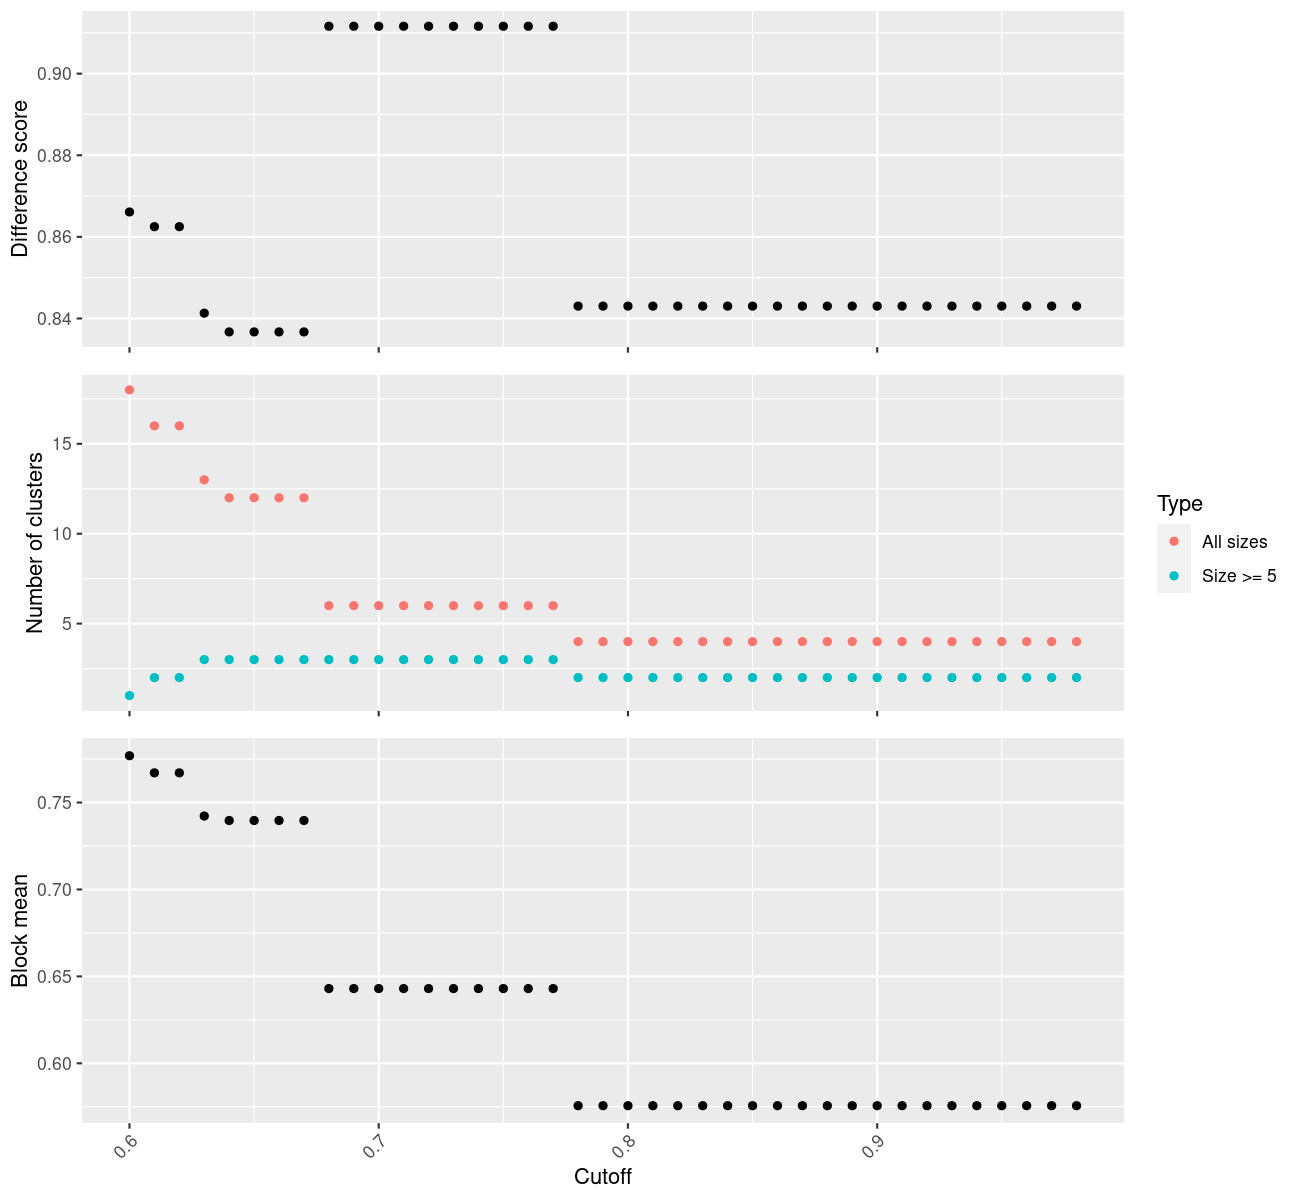 Difference score
0.90
0.88
0.86
0.84
Number of clusters
15
10
5
Type
All sizes
Size >= 5
Block mean
0.75
0.70
0.65
0.60
0.6
0.7
0.8
0.9
Cutoff